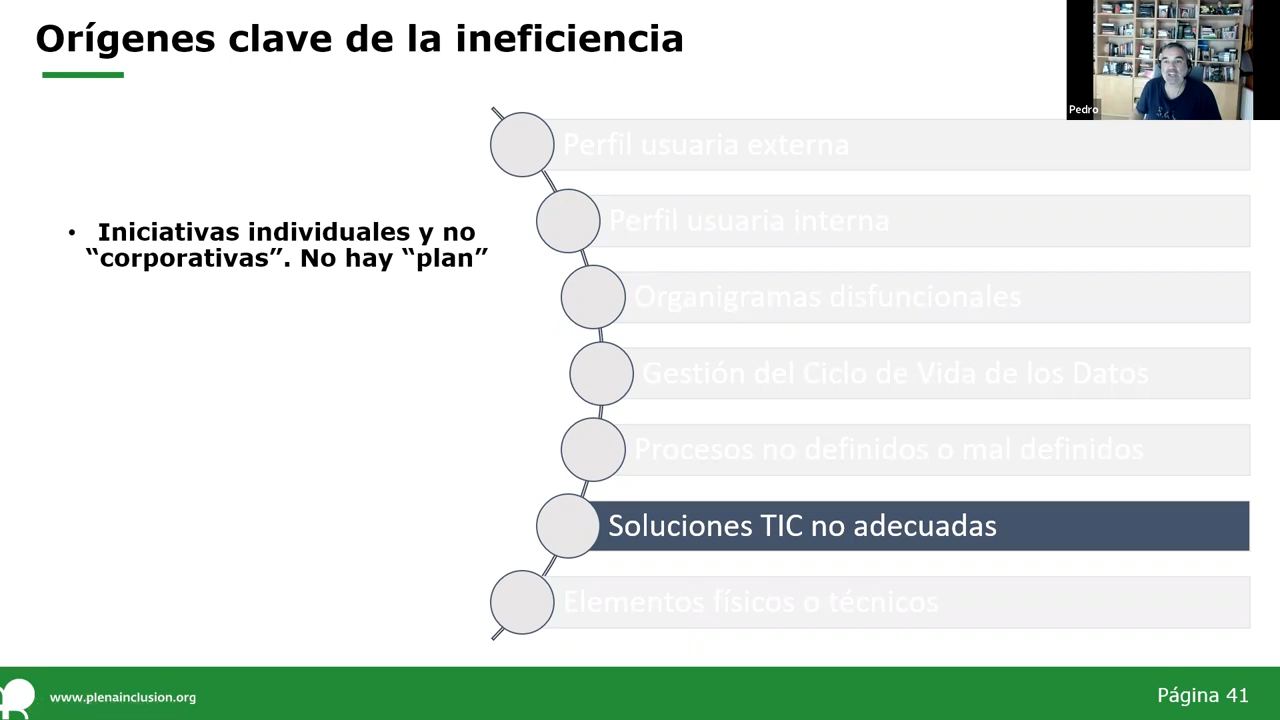 Orígenes clave de la ineficiencia
Pedro
• Iniciativas individuales y no
“corporativas”. No hay “plan”
Perfil usuaria externa
Perfil usuaria interna
Organigramas disfuncionales
Gestión del Ciclo de Vida de los Datos
Procesos no definidos o mal definidos
Soluciones TIC no adecuadas
Elementos físicos o técnicos
www.plenainclusion.org
Página 41